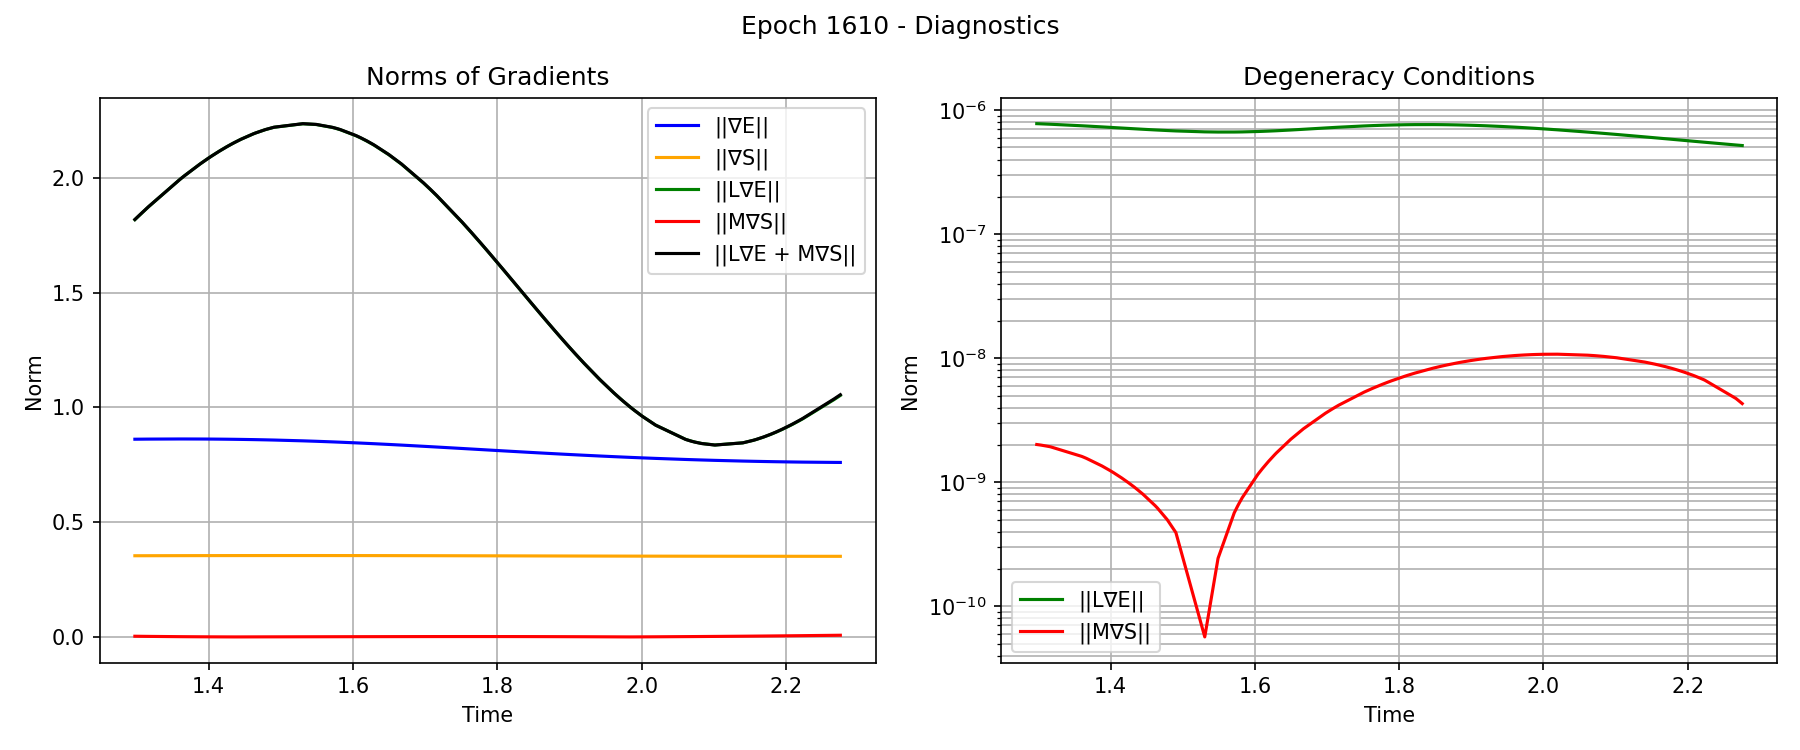 Epoch 1610 - Diagnostics
Norms of Gradients
Norm
2.0
1.5
1.0
0.5
0.0
||∇E||
||∇S||
||L∇E||
||M∇S||
||L∇E + M∇S||
1.4
1.6
1.8
2.0
2.2
Time
Degeneracy Conditions
Norm
10⁻⁶
10⁻⁷
10⁻⁸
10⁻⁹
10⁻¹⁰
||L∇E||
||M∇S||
1.4
1.6
1.8
2.0
2.2
Time